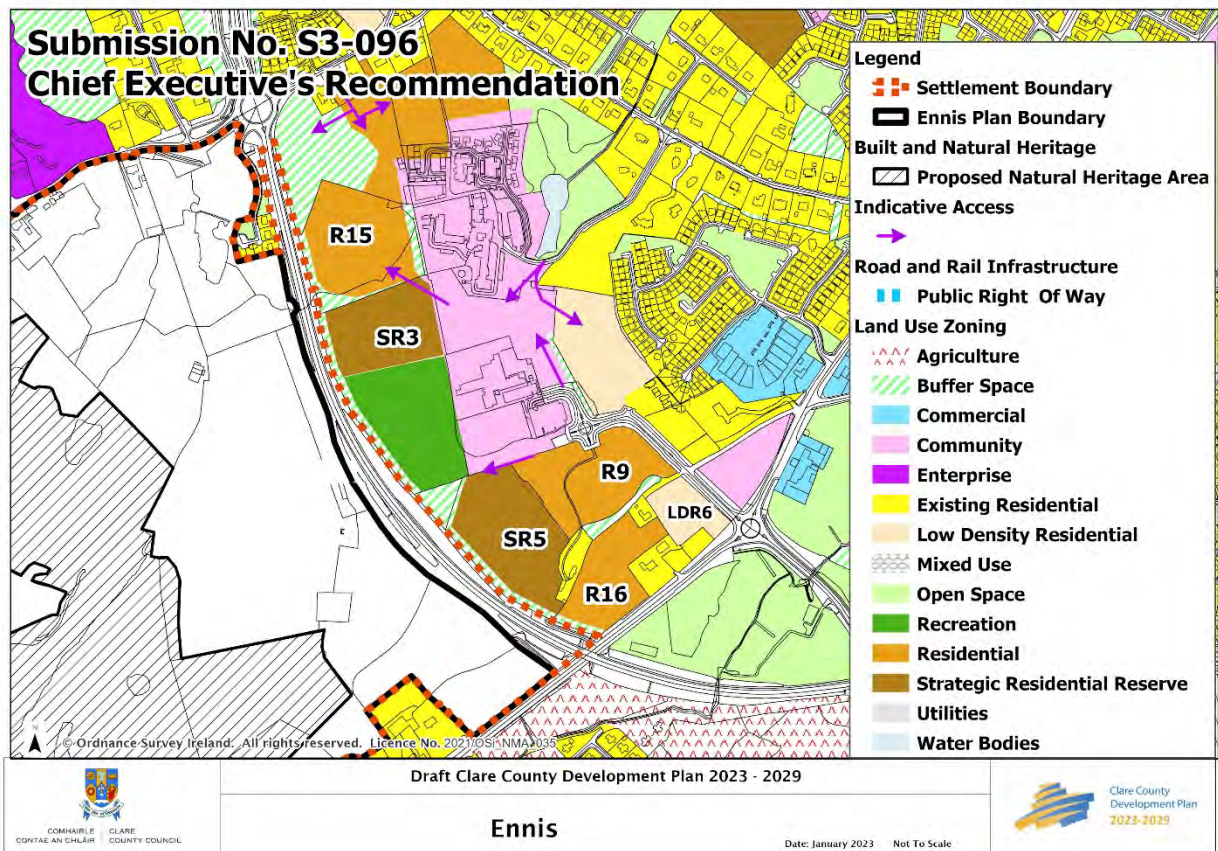 Submission No. S3-096
Chief Executive's Recommendation
R15
SR3
R9
LDR6
SR5
R16
Legend
Settlement Boundary
Ennis Plan Boundary
Built and Natural Heritage
Proposed Natural Heritage Area
Indicative Access
Road and Rail Infrastructure
Public Right Of Way
Land Use Zoning
Agriculture
Buffer Space
Commercial
Community
Enterprise
Existing Residential
Low Density Residential
Mixed Use
Open Space
Recreation
Residential
Strategic Residential Reserve
Utilities
Water Bodies
© Ordnance Survey Ireland. All rights reserved. Licence No. 2021/OSi_NMA_035
COMHAIRLE
CONTAE AN CHLÁIR
CLARE
COUNTY COUNCIL
Draft Clare County Development Plan 2023 - 2029
Ennis
Date: January 2023 Not To Scale
Clare County
Development Plan
2023-2029